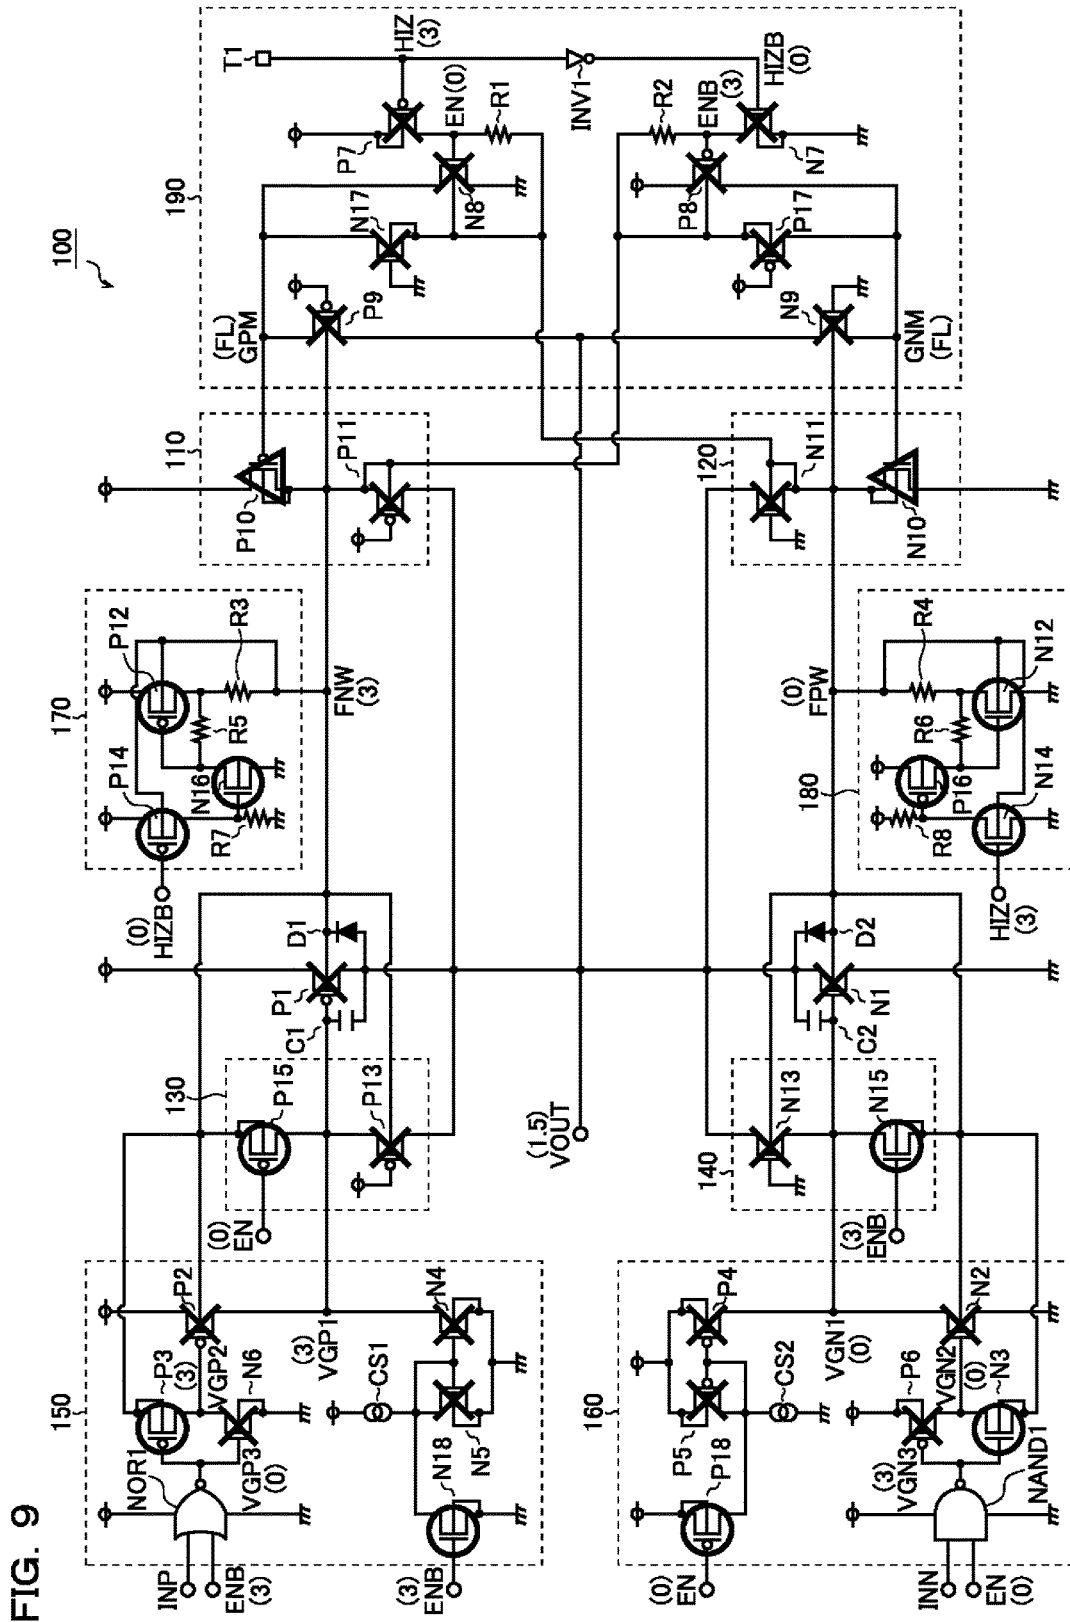 FIG. 9
100
150
NOR1
INP
ENB
(3)
P3
(3)
VGP2
P2
VGP3
(0)
N6
(3)
VGP1
CS1
N4
N5
N18
(3)
ENB
130
P15
P13
(0)
EN
C1
P1
D1
170
P14
P12
N16
R5
R3
R7
(0)
HIZB
FNW
(3)
110
P10
P11
190
(FL)
GPM
P9
N17
N8
P7
EN(0)
R1
T1
HIZ
(3)
INV1
HIZB
(0)
R2
ENB
(3)
P8
N7
P17
N9
GNM
(FL)
(1.5)
VOUT
160
(0)
EN
P18
P5
P4
CS2
VGN1
(0)
P6
VGN2
(0)
N2
N3
(3)
VGN3
NAND1
INN
EN
(0)
140
N13
N15
(3)
ENB
C2
N1
D2
(0)
FPW
180
R8
P16
R6
R4
N14
N12
HIZ
(3)
120
N11
N10